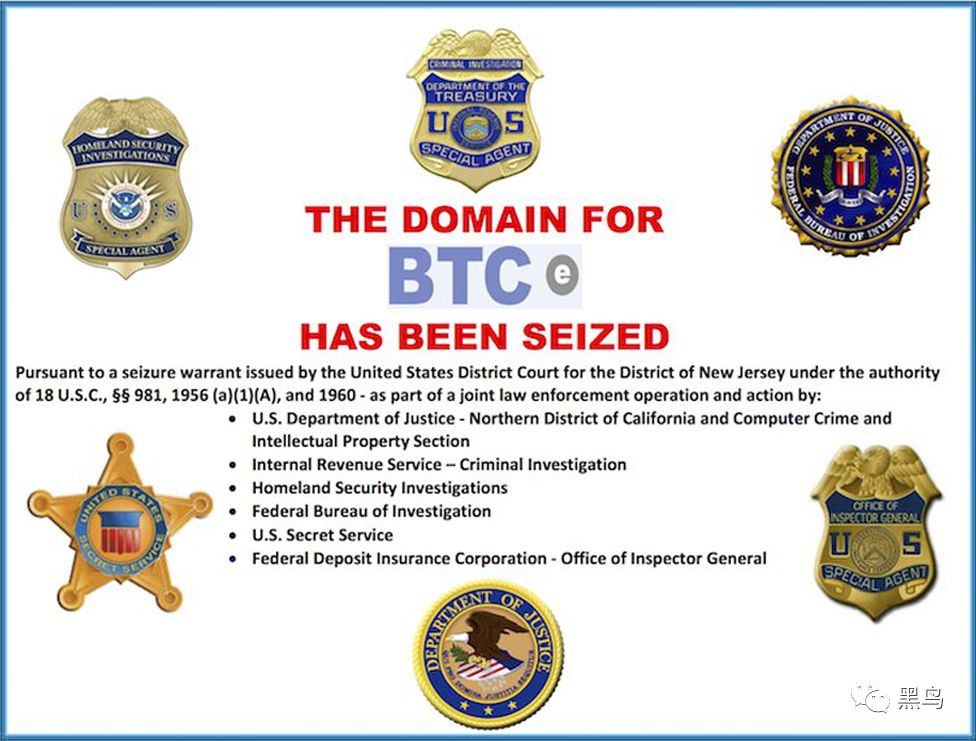 CRIMINAL INVESTIGATION
DEPARTMENT OF THE
TREASURY
U S
SPECIAL AGENT
HOMELAND SECURITY
INVESTIGATIONS
U S
SPECIAL AGENT
DEPARTMENT OF JUSTICE
FEDERAL BUREAU OF INVESTIGATION
THE DOMAIN FOR
BTC e
HAS BEEN SEIZED
Pursuant to a seizure warrant issued by the United States District Court for the District of New Jersey under the authority
of 18 U.S.C., §§ 981, 1956 (a)(1)(A), and 1960 - as part of a joint law enforcement operation and action by:
• U.S. Department of Justice - Northern District of California and Computer Crime and
Intellectual Property Section
• Internal Revenue Service – Criminal Investigation
• Homeland Security Investigations
• Federal Bureau of Investigation
• U.S. Secret Service
• Federal Deposit Insurance Corporation - Office of Inspector General
UNITED STATES
SECRET SERVICE
OFFICE OF
INSPECTOR GENERAL
U S
SPECIAL AGENT
DEPARTMENT OF JUSTICE
黑鸟